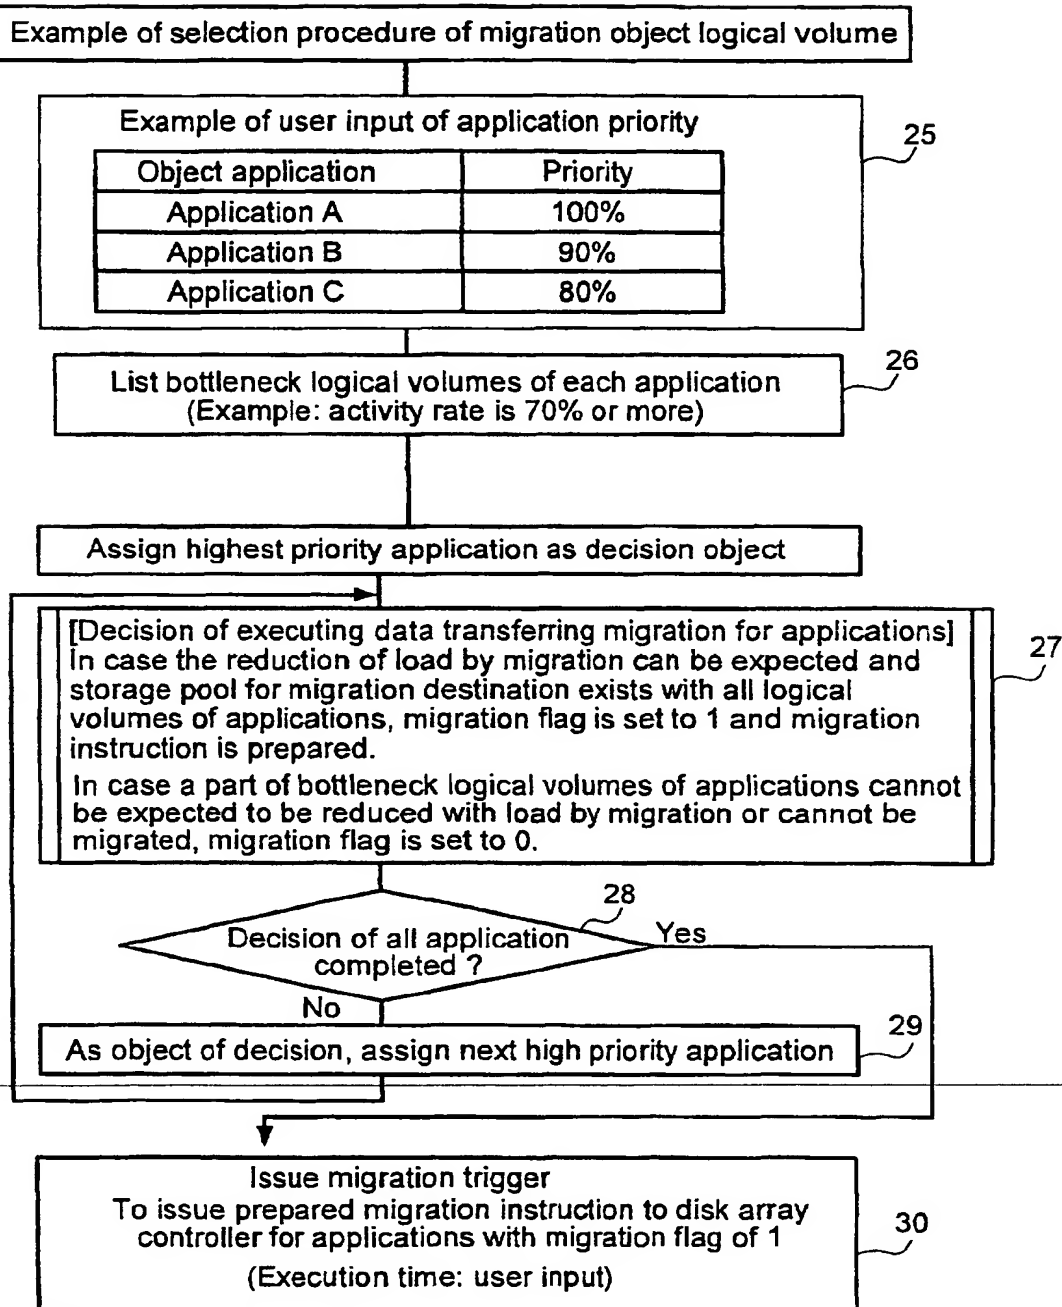 Example of selection procedure of migration object logical volume
Example of user input of application priority
25
Object application Priority
Application A 100%
Application B 90%
Application C 80%
26
List bottleneck logical volumes of each application
(Example: activity rate is 70% or more)
Assign highest priority application as decision object
[Decision of executing data transferring migration for applications]
27
In case the reduction of load by migration can be expected and
storage pool for migration destination exists with all logical
volumes of applications, migration flag is set to 1 and migration
instruction is prepared.
In case a part of bottleneck logical volumes of applications cannot
be expected to be reduced with load by migration or cannot be
migrated, migration flag is set to 0.
28
Decision of all application
completed ?
Yes
No
29
As object of decision, assign next high priority application
Issue migration trigger
To issue prepared migration instruction to disk array
controller for applications with migration flag of 1
30
(Execution time: user input)